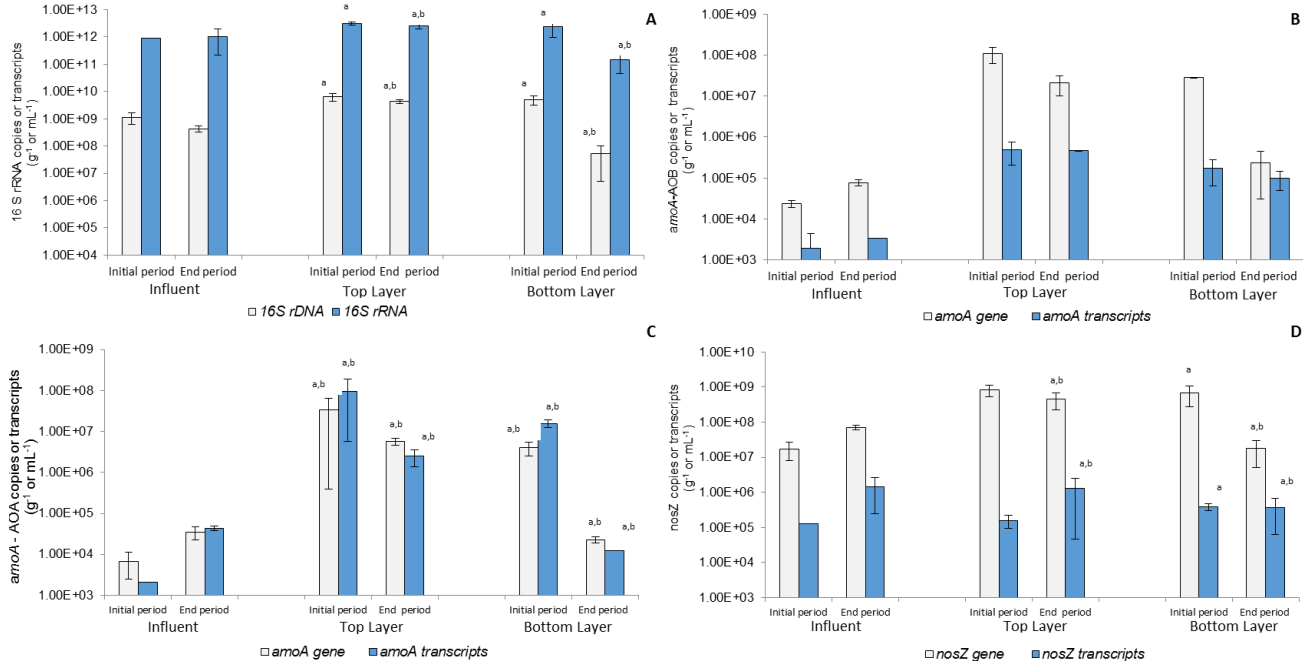 A
16 S rRNA copies or transcripts
(g⁻¹ or mL⁻¹)
1.00E+13
1.00E+12
1.00E+11
1.00E+10
1.00E+09
1.00E+08
1.00E+07
1.00E+06
1.00E+05
1.00E+04
a
a
a,b
a,b
a
a
a,b
a,b
Initial period End period Initial period End period Initial period End period
Influent Top Layer Bottom Layer
16S rDNA 16S rRNA
B
amoA-AOB copies or transcripts
(g⁻¹ or mL⁻¹)
1.00E+09
1.00E+08
1.00E+07
1.00E+06
1.00E+05
1.00E+04
1.00E+03
Initial period End period Initial period End period Initial period End period
Influent Top Layer Bottom Layer
amoA gene amoA transcripts
C
amoA - AOA copies or transcripts
(g⁻¹ or mL⁻¹)
1.00E+09
1.00E+08
1.00E+07
1.00E+06
1.00E+05
1.00E+04
1.00E+03
a,b
a,b
a,b
a,b
a,b
a,b
a,b
a,b
Initial period End period Initial period End period Initial period End period
Influent Top Layer Bottom Layer
amoA gene amoA transcripts
D
nosZ copies or transcripts
(g⁻¹ or mL⁻¹)
1.00E+10
1.00E+09
1.00E+08
1.00E+07
1.00E+06
1.00E+05
1.00E+04
1.00E+03
a,b
a,b
a
a
a,b
a,b
Initial period End period Initial period End period Initial period End period
Influent Top Layer Bottom Layer
nosZ gene nosZ transcripts